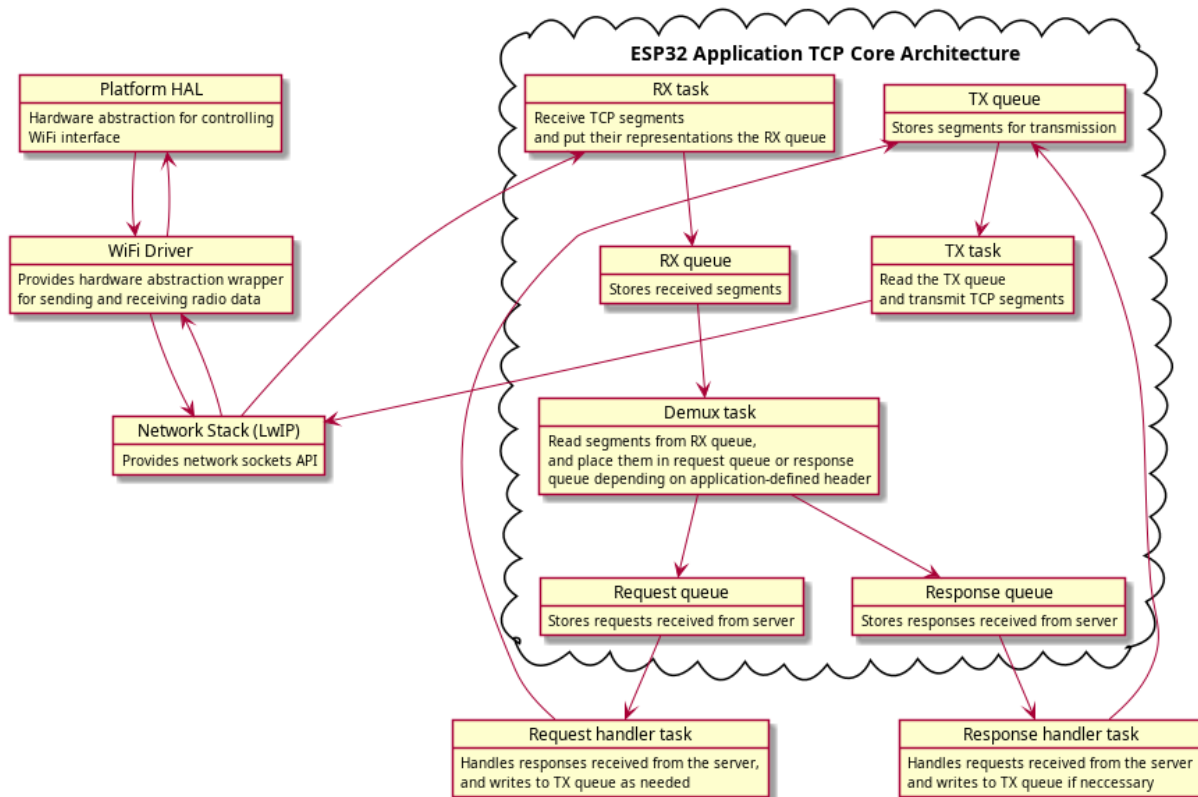 ESP32 Application TCP Core Architecture
Platform HAL
Hardware abstraction for controlling
WiFi interface
RX task
Receive TCP segments
and put their representations the RX queue
TX queue
Stores segments for transmission
WiFi Driver
Provides hardware abstraction wrapper
for sending and receiving radio data
RX queue
Stores received segments
TX task
Read the TX queue
and transmit TCP segments
Network Stack (LwIP)
Provides network sockets API
Demux task
Read segments from RX queue,
and place them in request queue or response
queue depending on application-defined header
Request queue
Stores requests received from server
Response queue
Stores responses received from server
Request handler task
Handles responses received from the server,
and writes to TX queue as needed
Response handler task
Handles requests received from the server
and writes to TX queue if neccessary